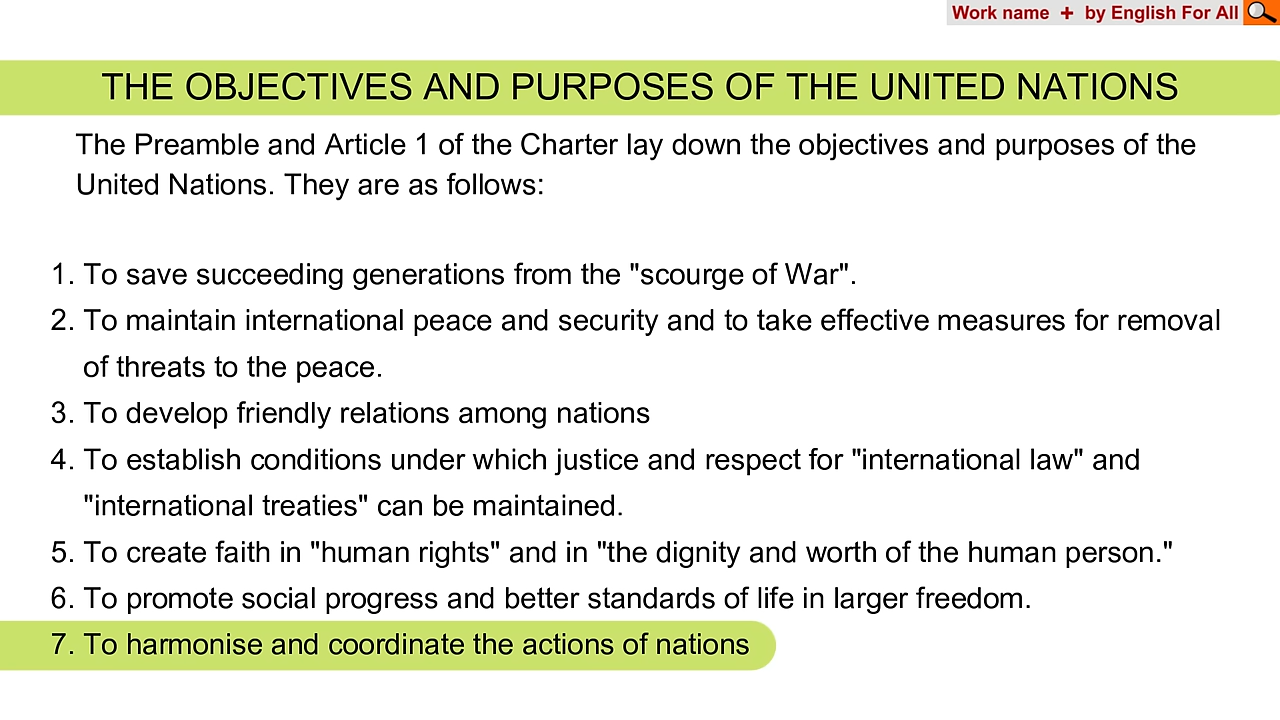 Work name + by English For All
THE OBJECTIVES AND PURPOSES OF THE UNITED NATIONS
The Preamble and Article 1 of the Charter lay down the objectives and purposes of the
United Nations. They are as follows:
1. To save succeeding generations from the "scourge of War".
2. To maintain international peace and security and to take effective measures for removal
of threats to the peace.
3. To develop friendly relations among nations
4. To establish conditions under which justice and respect for "international law" and
"international treaties" can be maintained.
5. To create faith in "human rights" and in "the dignity and worth of the human person."
6. To promote social progress and better standards of life in larger freedom.
7. To harmonise and coordinate the actions of nations